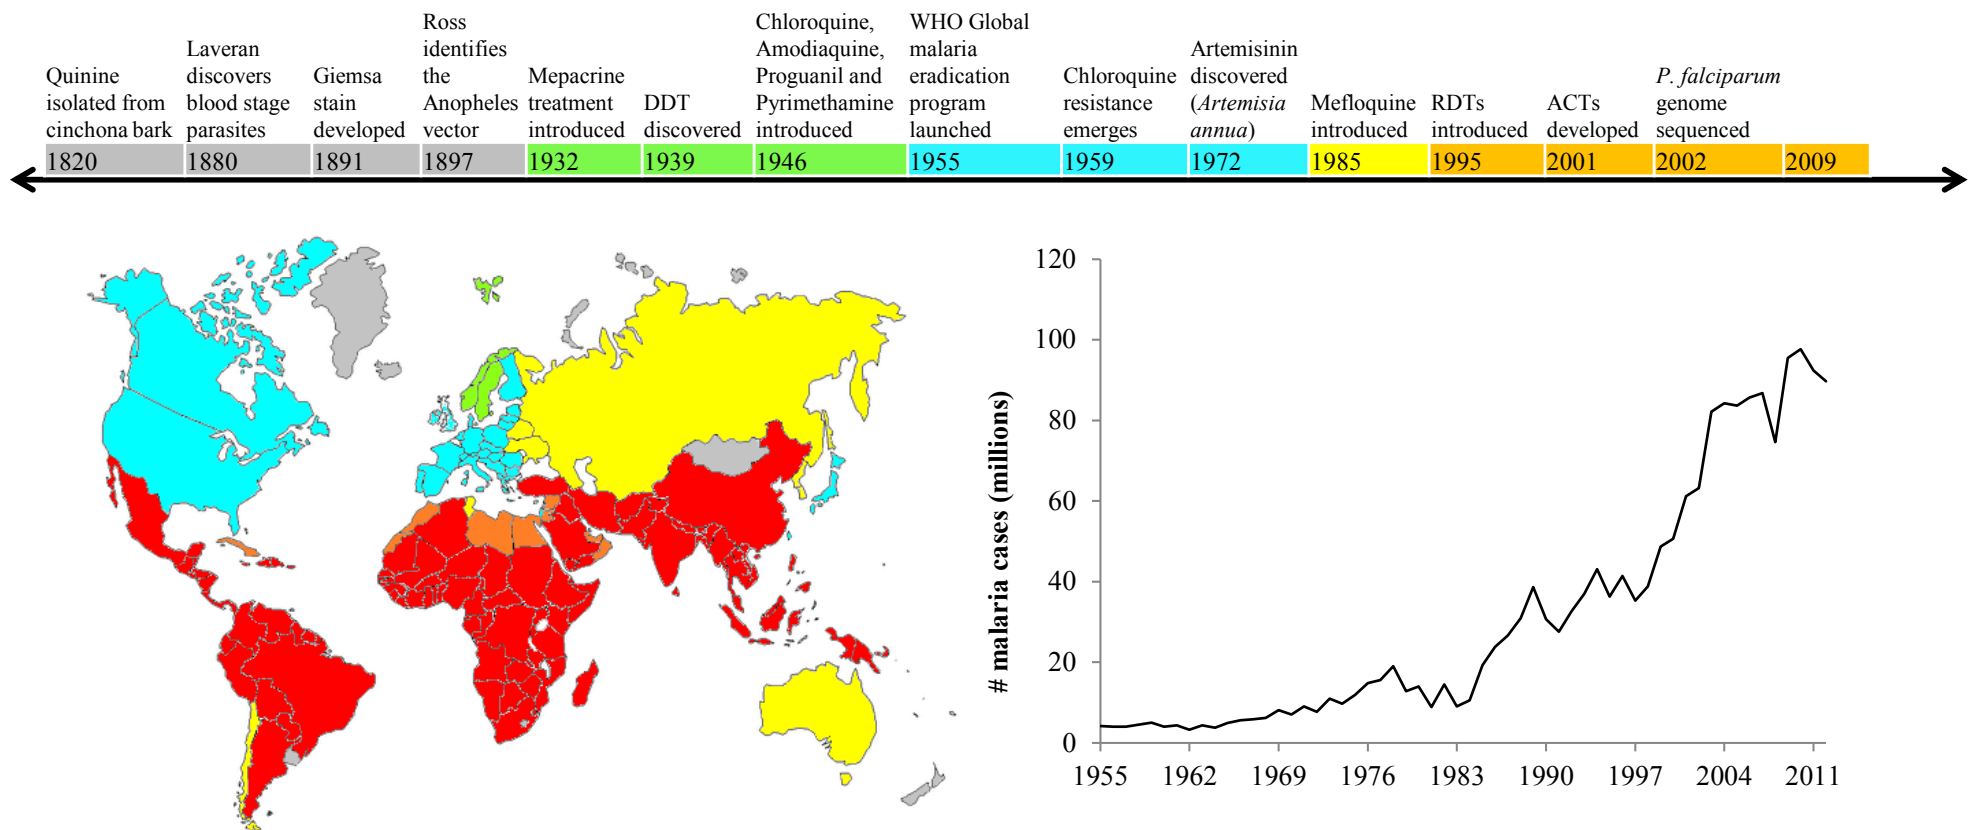 Quinine
isolated from
cinchona bark
1820
Laveran
discovers
blood stage
parasites
1880
Giemsa
stain
developed
1891
Ross
identifies
the
Anopheles
vector
1897
Mepacrine
treatment
introduced
1932
DDT
discovered
1939
Chloroquine,
Amodiaquine,
Proguanil and
Pyrimethamine
introduced
1946
WHO Global
malaria
eradication
program
launched
1955
Chloroquine
resistance
emerges
1959
Artemisinin
discovered
(Artemisia
annua)
1972
Mefloquine
introduced
1985
RDTs
introduced
1995
ACTs
developed
2001
P. falciparum
genome
sequenced
2002
2009
# malaria cases (millions)
120
100
80
60
40
20
0
1955 1962 1969 1976 1983 1990 1997 2004 2011